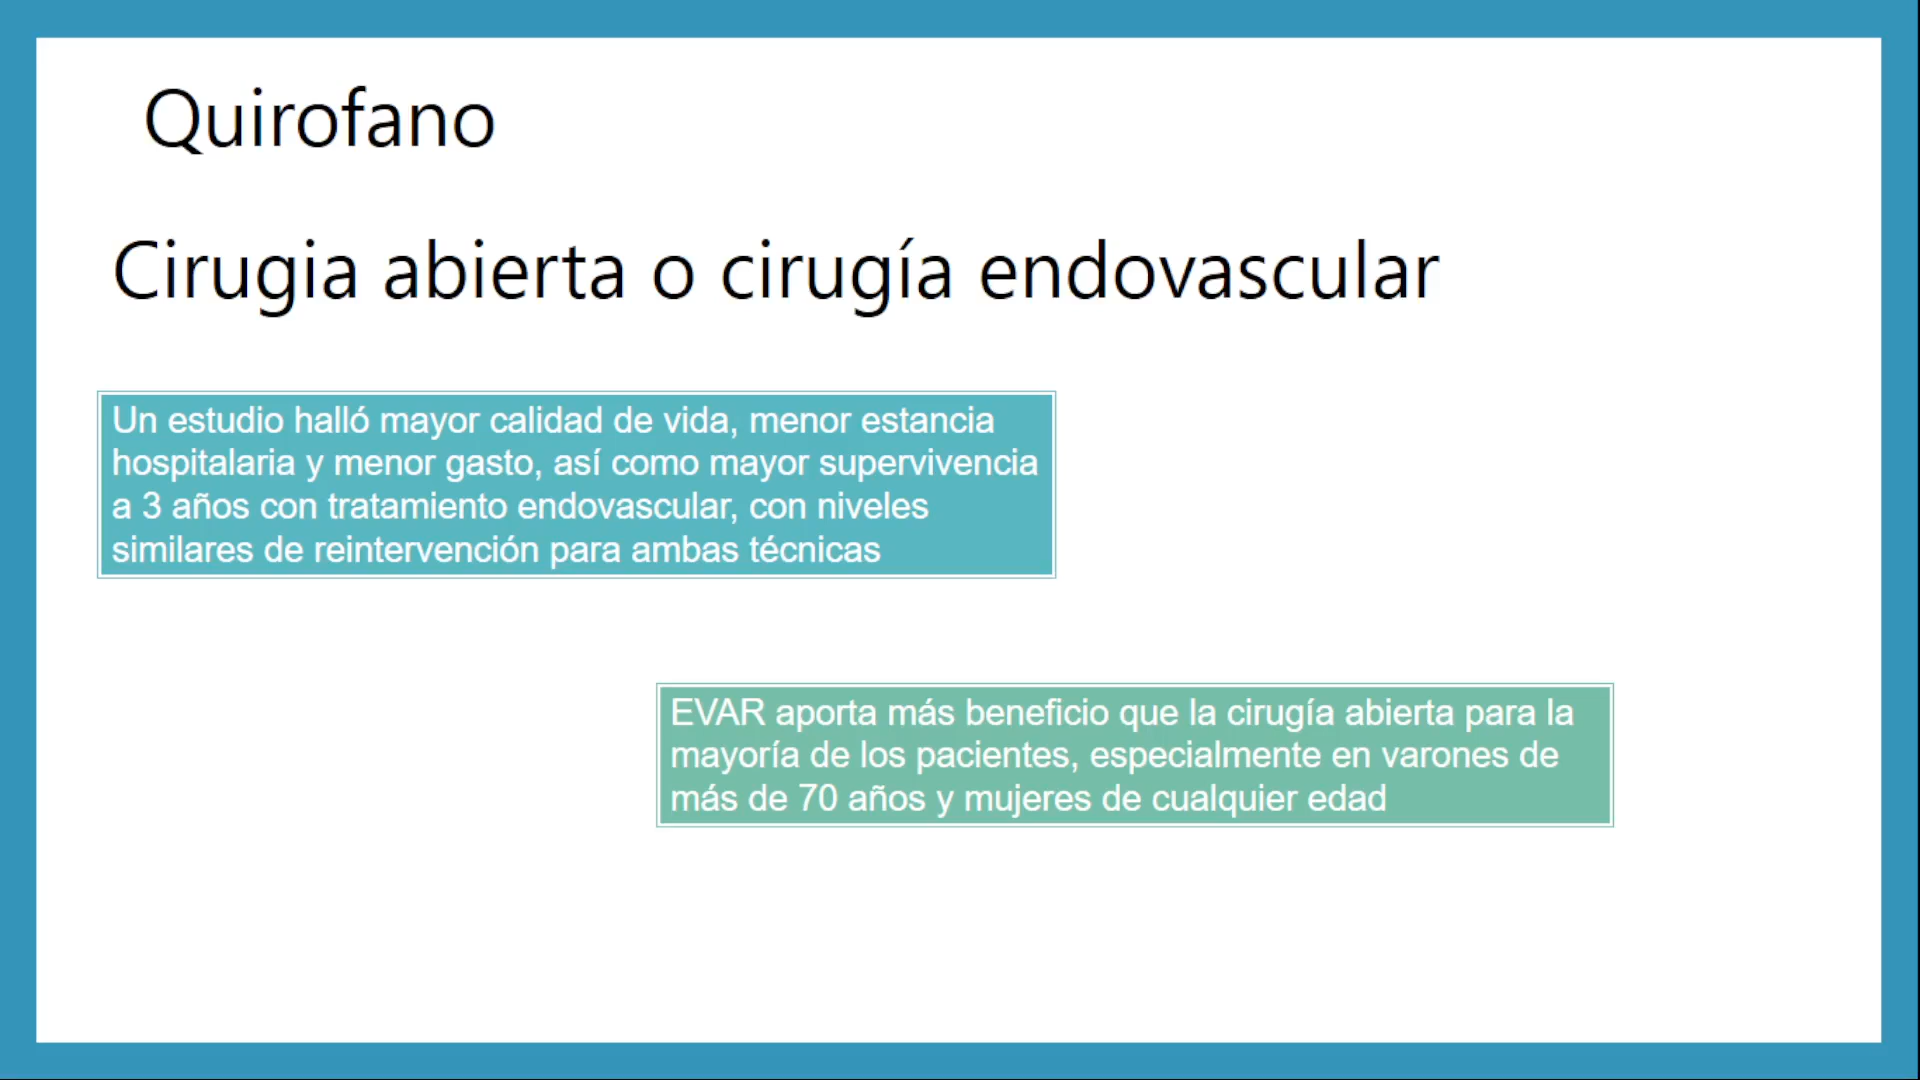 Quirofano
Cirugia abierta o cirugía endovascular
Un estudio halló mayor calidad de vida, menor estancia
hospitalaria y menor gasto, así como mayor supervivencia
a 3 años con tratamiento endovascular, con niveles
similares de reintervención para ambas técnicas
EVAR aporta más beneficio que la cirugía abierta para la
mayoría de los pacientes, especialmente en varones de
más de 70 años y mujeres de cualquier edad